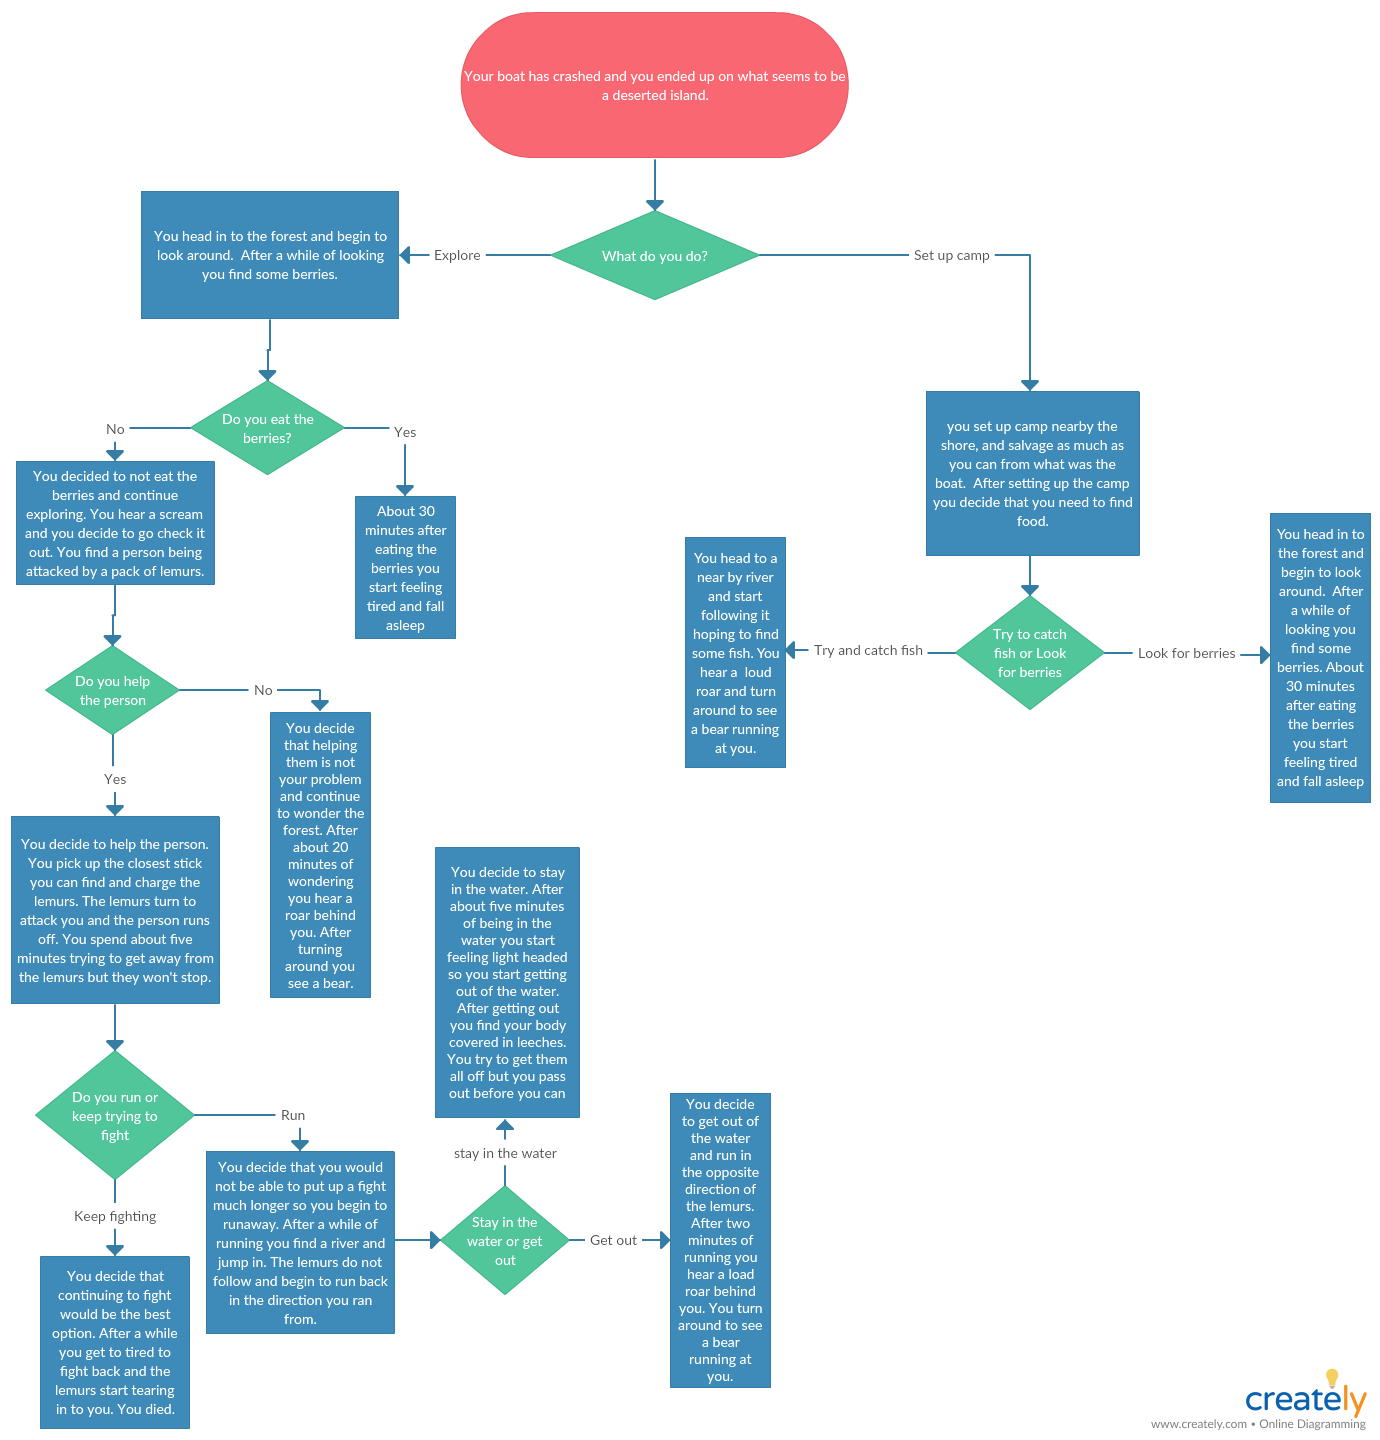 Your boat has crashed and you ended up on what seems to be
a deserted island.
What do you do?
Explore
Set up camp
You head in to the forest and begin to
look around.  After a while of looking
you find some berries.
Do you eat the
berries?
No
Yes
You decided to not eat the
berries and continue
exploring. You hear a scream
and you decide to go check it
out. You find a person being
attacked by a pack of lemurs.
About 30
minutes after
eating the
berries you
start feeling
tired and fall
asleep
you set up camp nearby the
shore, and salvage as much as
you can from what was the
boat.  After setting up the camp
you decide that you need to find
food.
Try to catch
fish or Look
for berries
Try and catch fish
Look for berries
You head to a
near by river
and start
following it
hoping to find
some fish. You
hear a  loud
roar and turn
around to see
a bear running
at you.
You head in to
the forest and
begin to look
around.  After
a while of
looking you
find some
berries. About
30 minutes
after eating
the berries
you start
feeling tired
and fall asleep
Do you help
the person
No
Yes
You decide
that helping
them is not
your problem
and continue
to wonder the
forest. After
about 20
minutes of
wondering
you hear a
roar behind
you. After
turning
around you
see a bear.
You decide to help the person.
You pick up the closest stick
you can find and charge the
lemurs. The lemurs turn to
attack you and the person runs
off. You spend about five
minutes trying to get away from
the lemurs but they won't stop.
Do you run or
keep trying to
fight
Run
Keep fighting
You decide that
continuing to fight
would be the best
option. After a while
you get to tired to
fight back and the
lemurs start tearing
in to you. You died.
You decide that you would
not be able to put up a fight
much longer so you begin to
runaway. After a while of
running you find a river and
jump in. The lemurs do not
follow and begin to run back
in the direction you ran
from.
Stay in the
water or get
out
stay in the water
Get out
You decide to stay
in the water. After
about five minutes
of being in the
water you start
feeling light headed
so you start getting
out of the water.
After getting out
you find your body
covered in leeches.
You try to get them
all off but you pass
out before you can
You decide
to get out of
the water
and run in
the opposite
direction of
the lemurs.
After two
minutes of
running you
hear a load
roar behind
you. You turn
around to see
a bear
running at
you.
creately
www.creately.com • Online Diagramming